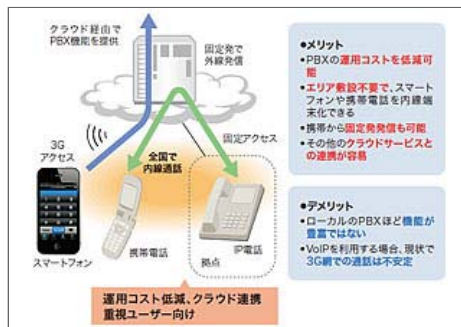 クラウド経由で
PBX機能を提供
固定発で
外線発信
固定アクセス
3G
アクセス
全国で
内線通話
スマートフォン
携帯電話
IP電話
拠点
運用コスト低減、クラウド連携
重視ユーザー向け
●メリット
•PBXの運用コストを低減可
能
•エリア敷設不要で、スマート
フォンや携帯電話を内線端
末化できる
•携帯から固定発発信も可能
•その他のクラウドサービスと
の連携が容易
●デメリット
•ローカルのPBXほど機能が
豊富ではない
•VoIPを利用する場合、現状で
3G網での通話は不安定